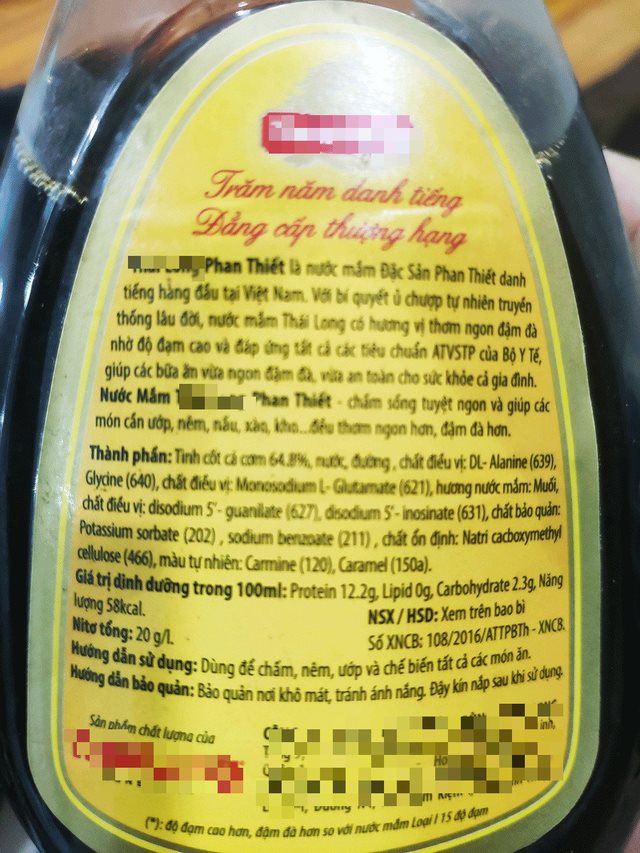 Trăm năm danh tiếng
Đẳng cấp thượng hạng
Phan Thiết là nước mắm Đặc Sản Phan Thiết danh
tiếng hàng đầu tại Việt Nam. Với bí quyết ủ chượp tự nhiên truyền
thống lâu đời, nước mắm Thái Long có hương vị thơm ngon đậm đà
nhờ độ đạm cao và đáp ứng tất cả các tiêu chuẩn ATVSTP của Bộ Y Tế,
giúp các bữa ăn vừa ngon đậm đà, vừa an toàn cho sức khỏe cả gia đình.
Nước Mắm Phan Thiết - chấm sống tuyệt ngon và giúp các
món cần ướp, nêm, nấu, xào, kho...đều thơm ngon hơn, đậm đà hơn.
Thành phần: Tinh cốt cá cơm 64.8%, nước, đường , chất điều vị: DL- Alanine (639),
Glycine (640), chất điều vị: Monosodium L- Glutamate (621), hương nước mắm: Muối,
chất điều vị: disodium 5'- guanilate (627), disodium 5'- inosinate (631), chất bảo quản:
Potassium sorbate (202) , sodium benzoate (211) , chất ổn định: Natri cacboxymethyl
cellulose (466), màu tự nhiên: Carmine (120), Caramel (150a).
Giá trị dinh dưỡng trong 100ml: Protein 12.2g, Lipid 0g, Carbohydrate 2.3g, Năng
lượng 58kcal.
NSX / HSD: Xem trên bao bì
Nitơ tổng: 20 g/L
Số XNCB: 108/2016/ATTPBTh - XNCB.
Hướng dẫn sử dụng: Dùng để chấm, nêm, ướp và chế biến tất cả các món ăn.
Hướng dẫn bảo quản: Bảo quản nơi khô mát, tránh ánh nắng. Đậy kín nắp sau khi sử dụng.
Sản phẩm chất lượng của
(*): độ đạm cao hơn, đậm đà hơn so với nước mắm Loại I 15 độ đạm